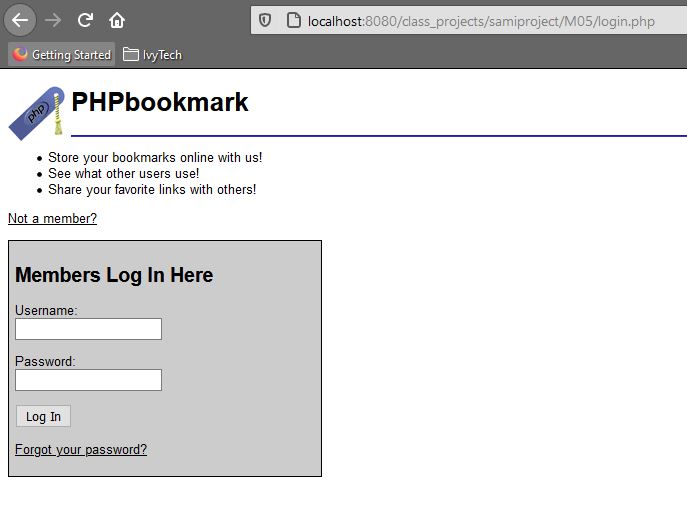 localhost:8080/class_projects/samiproject/M05/login.php
Getting Started IvyTech
php PHPbookmark
Store your bookmarks online with us!
See what other users use!
Share your favorite links with others!
Not a member?
Members Log In Here
Username:
Password:
Log In
Forgot your password?